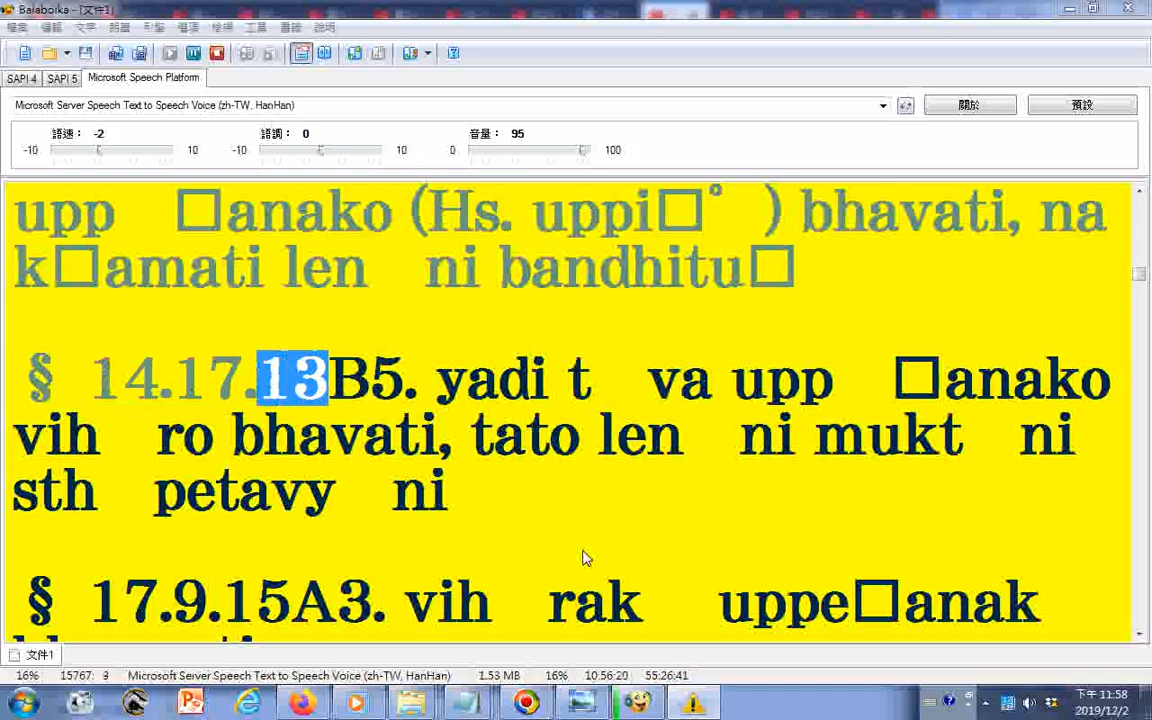 Balabolka - [文件1]
SAPI 4 SAPI 5 Microsoft Speech Platform
Microsoft Server Speech Text to Speech Voice (zh-TW, HanHan) 關於 預設
語速： -2 語調： 0 音量： 95
-10 10 -10 10 0 100
upp □anako (Hs. uppi□° ) bhavati, na
k□amati len ni bandhitu□
§ 14.17.13B5. yadi t va upp □anako
vih ro bhavati, tato len ni mukt ni
sth petavy ni
§ 17.9.15A3. vih rak uppe□anak
文件1
16% 15767: 3 Microsoft Server Speech Text to Speech Voice (zh-TW, HanHan) 1.53 MB 16% 10:56:20 55:26:41
下午 11:58
2019/12/2